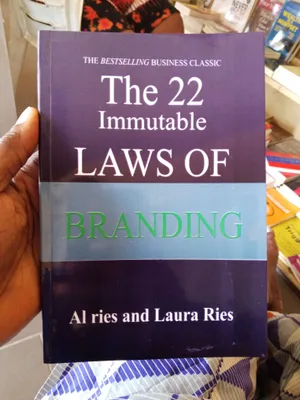 THE BESTSELLING BUSINESS CLASSIC
The 22
Immutable
LAWS OF
BRANDING
Al ries and Laura Ries